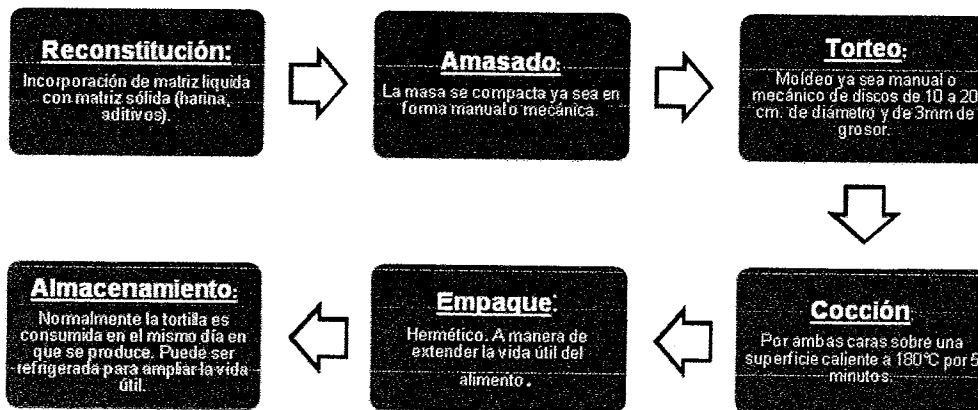 Reconstitución:
Incorporación de matriz liquida
con matriz sólida (harina,
aditivos).
Amasado:
La masa se compacta ya sea en
forma manual o mecánica.
Torteo:
Moldeo ya sea manual o
mecánico de discos de 10 a 20
cm. de diámetro y de 3mm de
grosor.
Cocción
Por ambas caras sobre una
superficie caliente a 180°C por 5
minutos.
Empaque:
Hermético. A manera de
extender la vida útil del
alimento.
Almacenamiento:
Normalmente la tortilla es
consumida en el mismo día en
que se produce. Puede ser
refrigerada para ampliar la vida
útil.